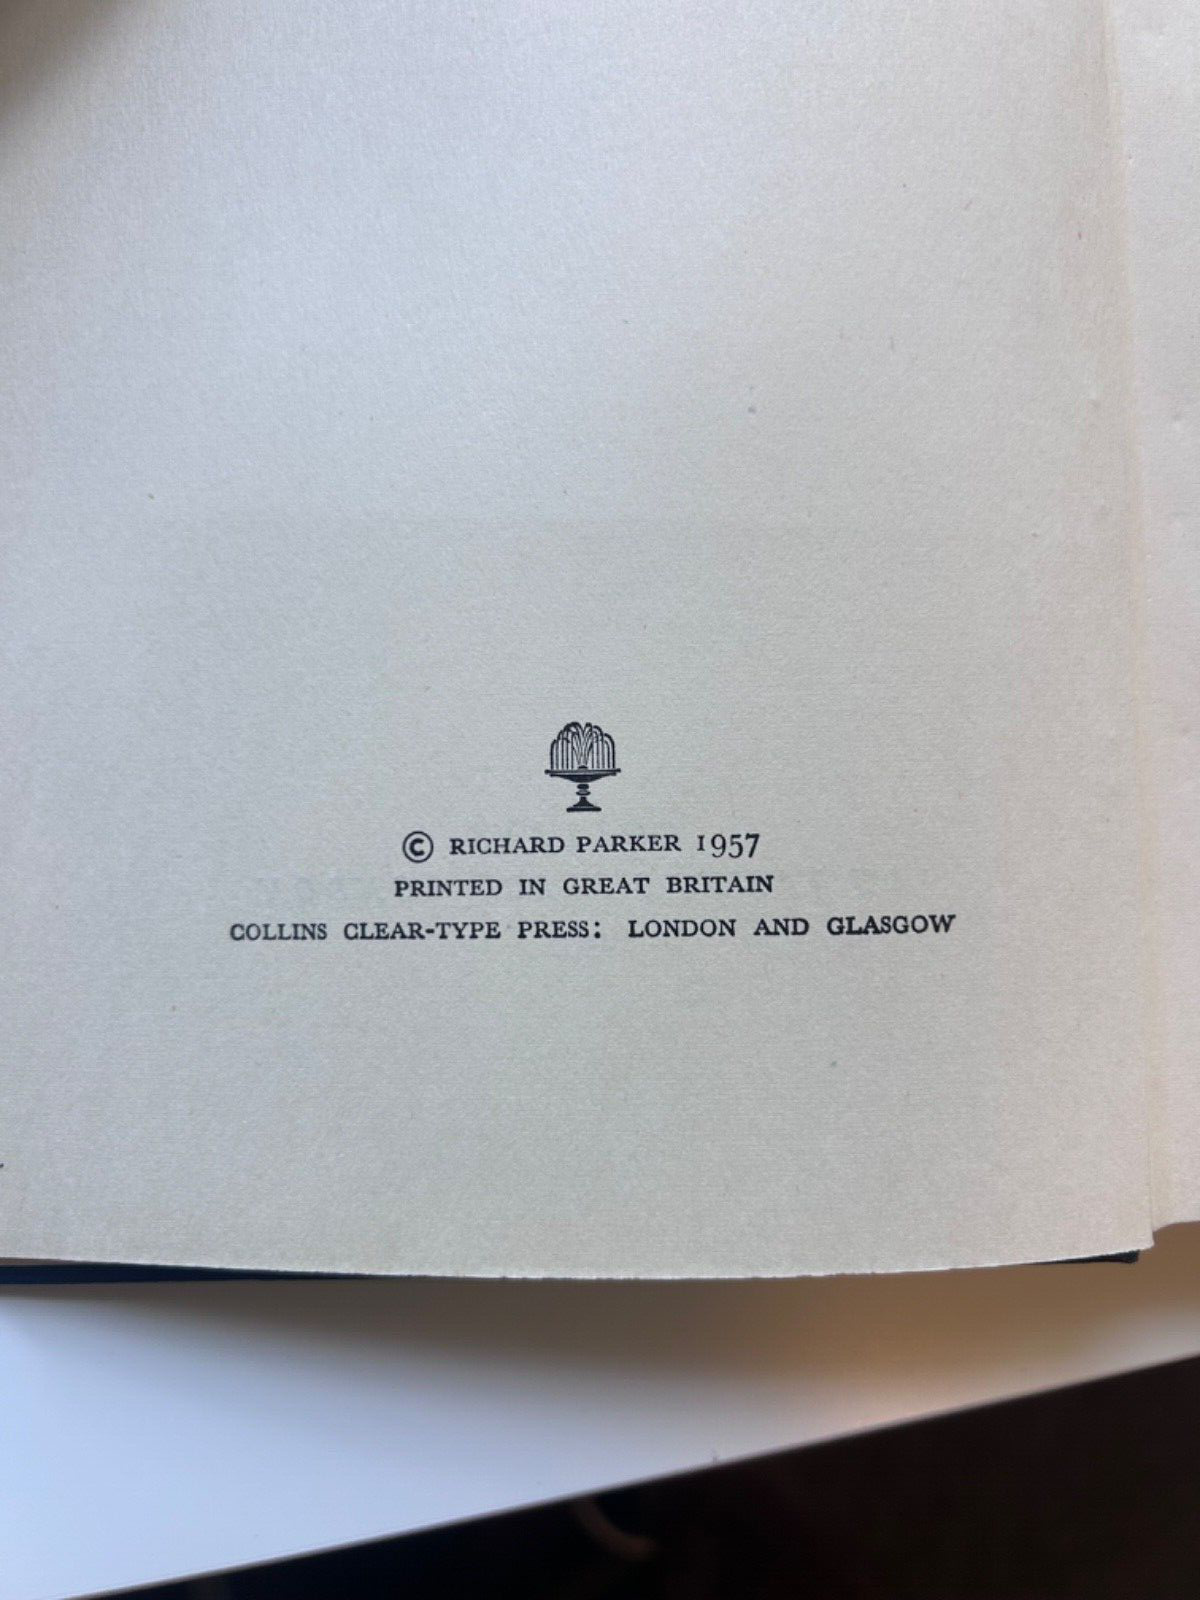 © RICHARD PARKER 1957
PRINTED IN GREAT BRITAIN
COLLINS CLEAR-TYPE PRESS: LONDON AND GLASGOW